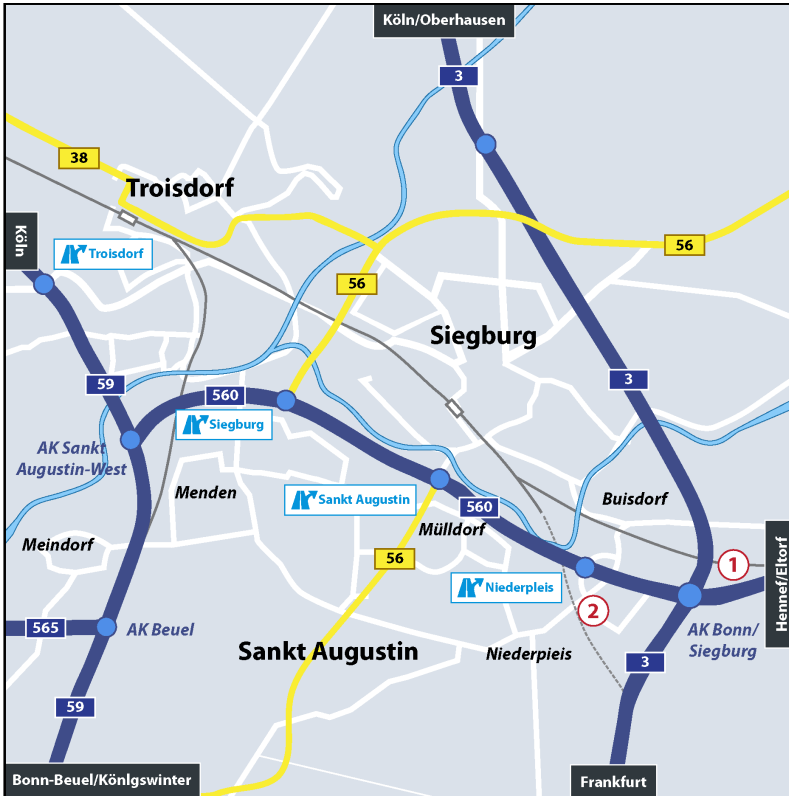 Köln/Oberhausen
3
38
Troisdorf
Köln
Troisdorf
56
56
Siegburg
59
560
3
Siegburg
AK Sankt
Augustin-West
Menden
Sankt Augustin
560
Buisdorf
Meindorf
Mülldorf
56
1
Hennef/Eltorf
Niederpleis
2
565
AK Beuel
AK Bonn/
Siegburg
Sankt Augustin
Niederpieis
3
59
Bonn-Beuel/Könlgswinter
Frankfurt